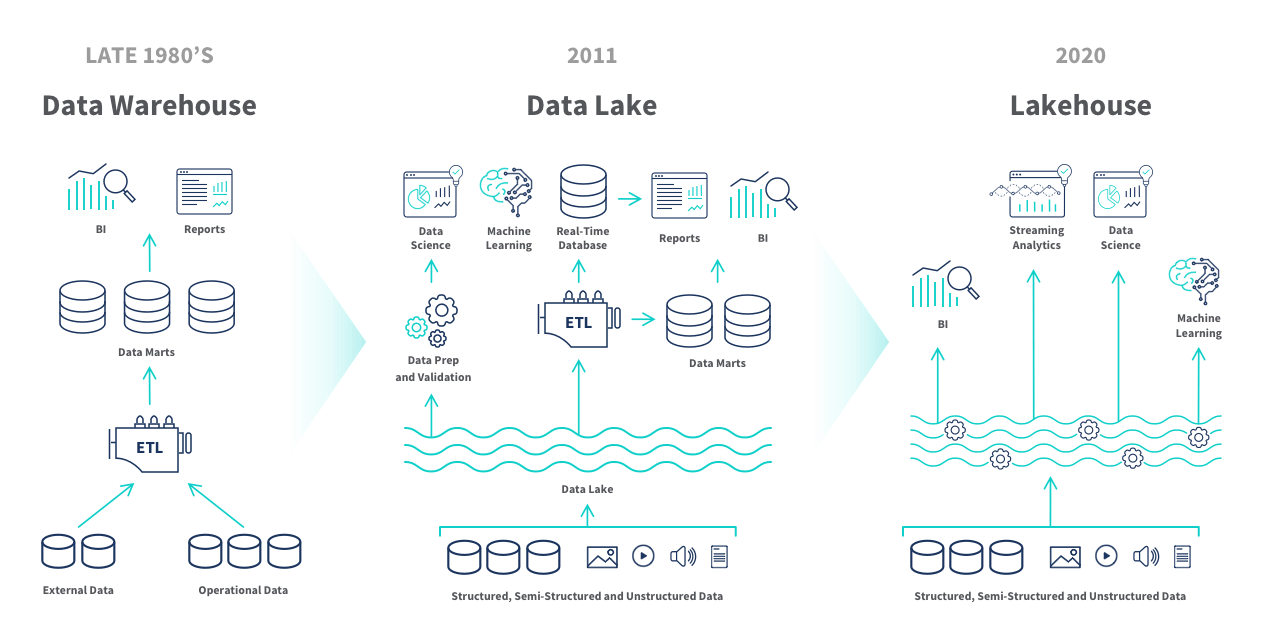 LATE 1980’S
Data Warehouse
BI
Reports
Data Marts
ETL
External Data
Operational Data
2011
Data Lake
Data
Science
Machine
Learning
Real-Time
Database
Reports
BI
Data Prep
and Validation
ETL
Data Marts
Data Lake
Structured, Semi-Structured and Unstructured Data
2020
Lakehouse
Streaming
Analytics
Data
Science
BI
Machine
Learning
Structured, Semi-Structured and Unstructured Data